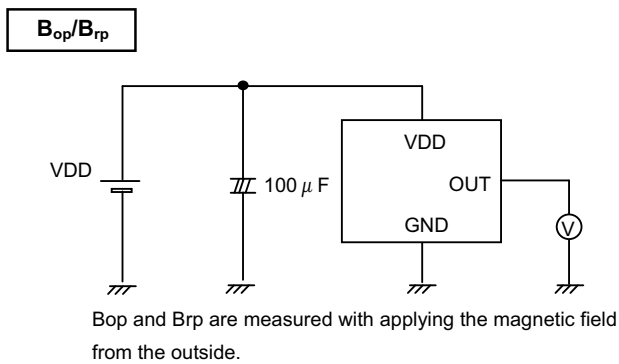 Bop/Brp
VDD
100 μ F
VDD
OUT
GND
V
Bop and Brp are measured with applying the magnetic field
from the outside.